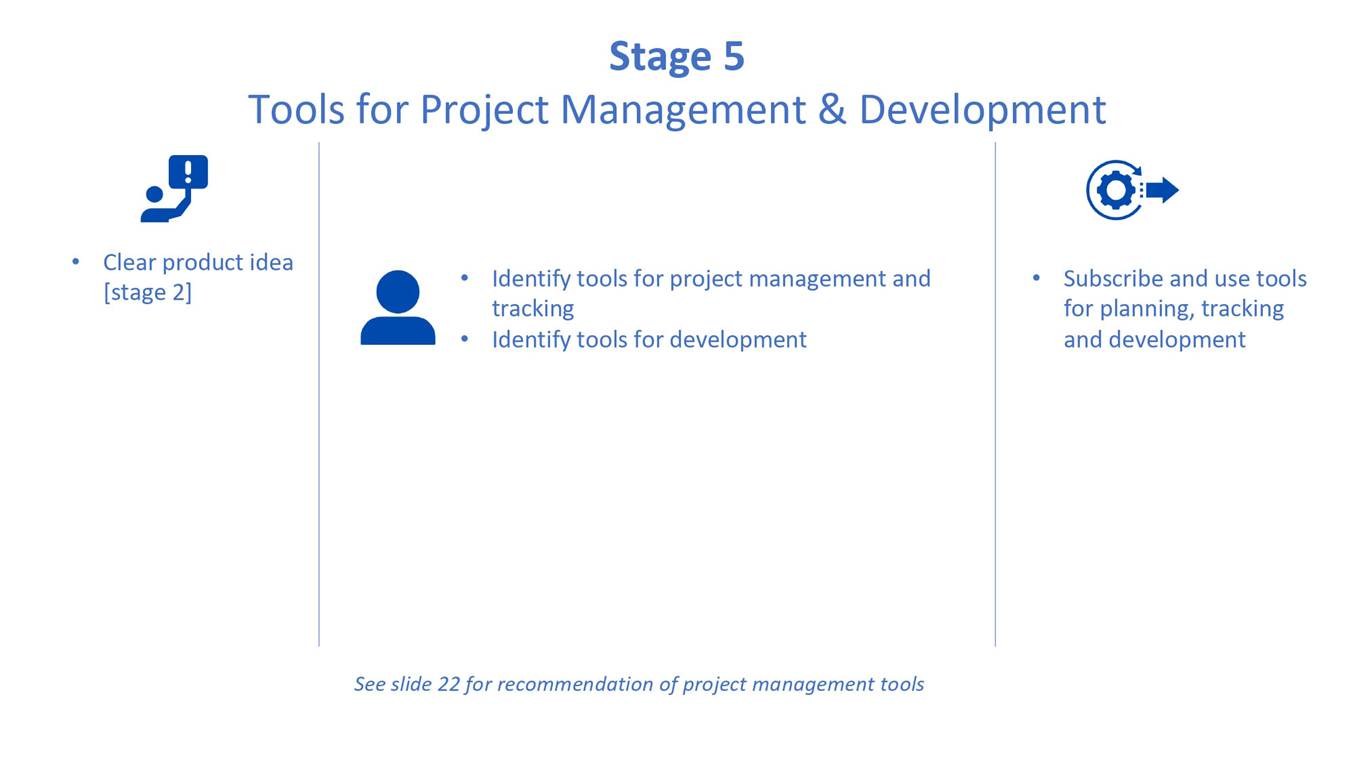 Stage 5
Tools for Project Management & Development
• Clear product idea
[stage 2]
• Identify tools for project management and
tracking
• Identify tools for development
• Subscribe and use tools
for planning, tracking
and development
See slide 22 for recommendation of project management tools